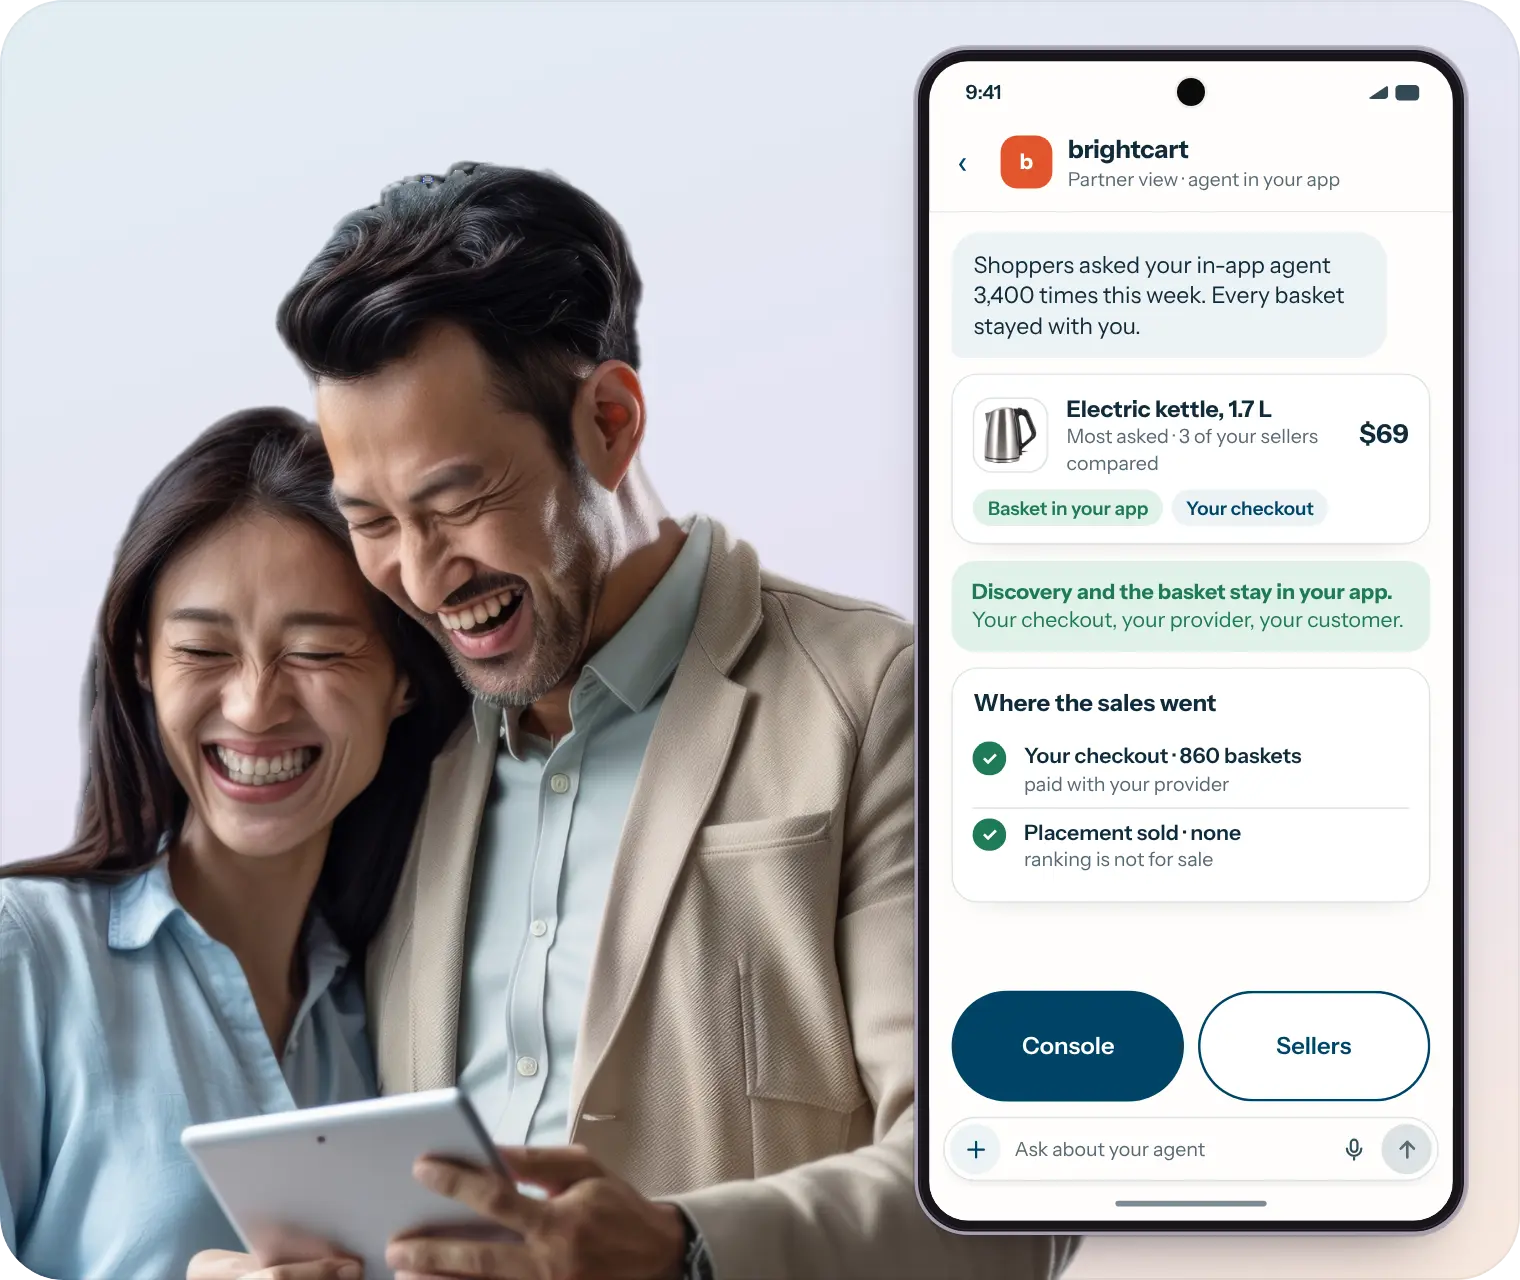 9:41
b
brightcart
Partner view · agent in your app
Shoppers asked your in-app agent
3,400 times this week. Every basket
stayed with you.
Electric kettle, 1.7 L
Most asked · 3 of your sellers
compared
$69
Basket in your app
Your checkout
Discovery and the basket stay in your app.
Your checkout, your provider, your customer.
Where the sales went
Your checkout · 860 baskets
paid with your provider
Placement sold · none
ranking is not for sale
Console
Sellers
Ask about your agent